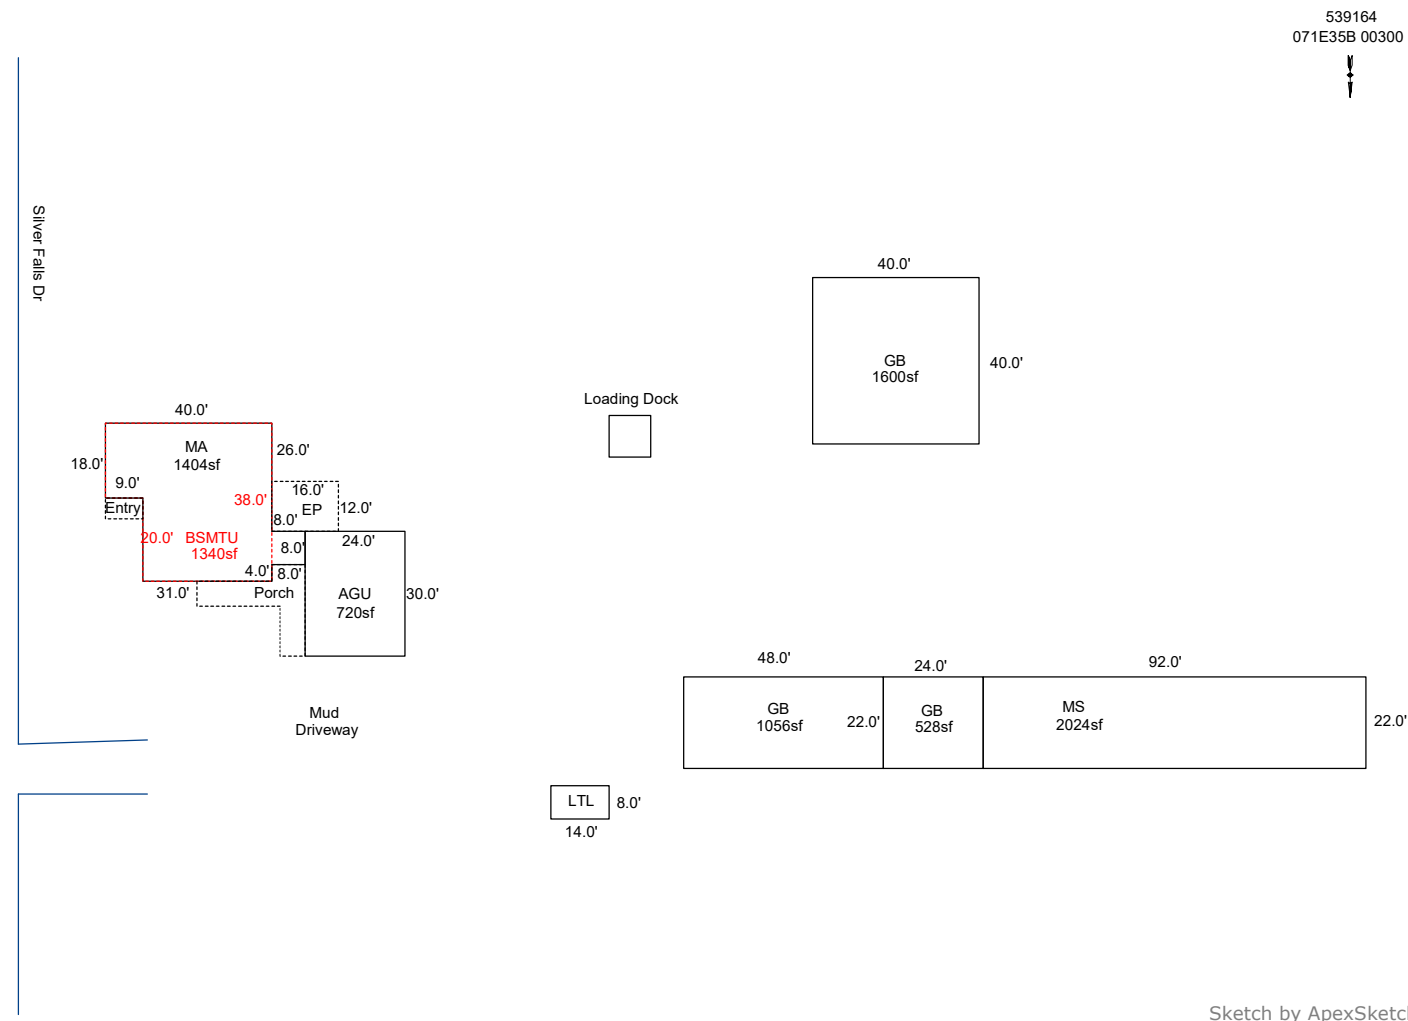 539164
071E35B 00300
Silver Falls Dr
40.0'
40.0'
GB
1600sf
Loading Dock
40.0'
MA
1404sf
26.0'
18.0'
9.0'
Entry
38.0'
16.0'
EP
12.0'
8.0'
20.0'
BSMTU
1340sf
8.0'
24.0'
4.0'
8.0'
31.0'
Porch
AGU
720sf
30.0'
Mud
Driveway
48.0'
24.0'
92.0'
GB
1056sf
22.0'
GB
528sf
MS
2024sf
22.0'
LTL
8.0'
14.0'
Sketch by ApexSketch